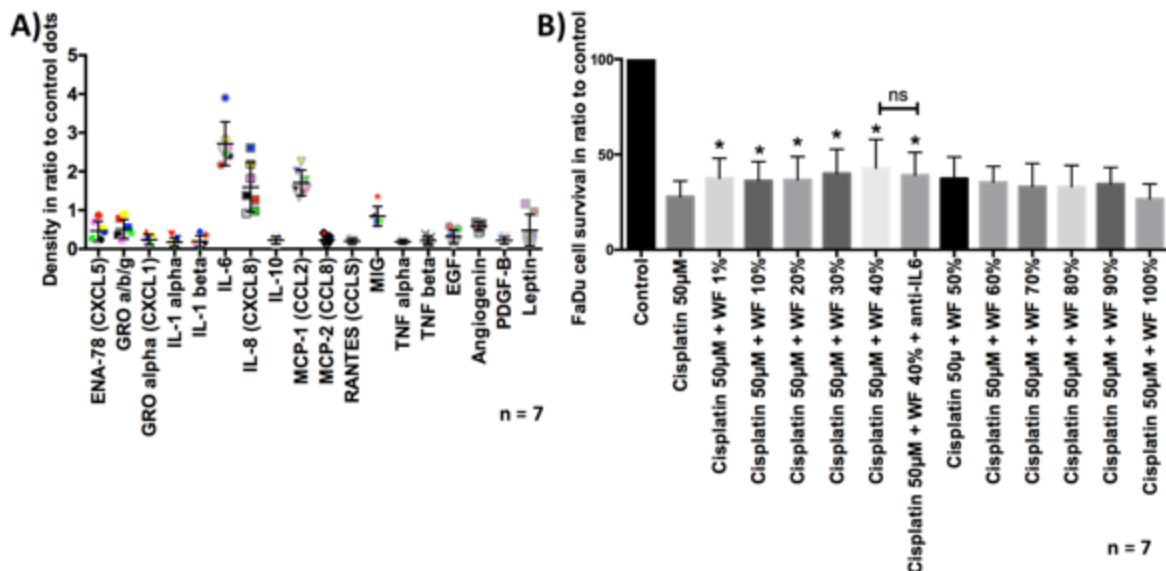 A)
Density in ratio to control dots
5
4
3
2
1
0
ENA-78 (CXCL5)
GRO a/b/g
GRO alpha (CXCL1)
IL-1 alpha
IL-1 beta
IL-6
IL-8 (CXCL8)
IL-10
MCP-1 (CCL2)
MCP-2 (CCL8)
RANTES (CCLS)
MIG
TNF alpha
TNF beta
EGF
Angiogenin
PDGF-B
Leptin
n = 7
B)
FaDu cell survival in ratio to control
100
50
0
* * * * * ns *
Control
Cisplatin 50µM
Cisplatin 50µM + WF 1%
Cisplatin 50µM + WF 10%
Cisplatin 50µM + WF 20%
Cisplatin 50µM + WF 30%
Cisplatin 50µM + WF 40%
Cisplatin 50µM + WF 40% + anti-IL6
Cisplatin 50µ + WF 50%
Cisplatin 50µM + WF 60%
Cisplatin 50µM + WF 70%
Cisplatin 50µM + WF 80%
Cisplatin 50µM + WF 90%
Cisplatin 50µM + WF 100%
n = 7